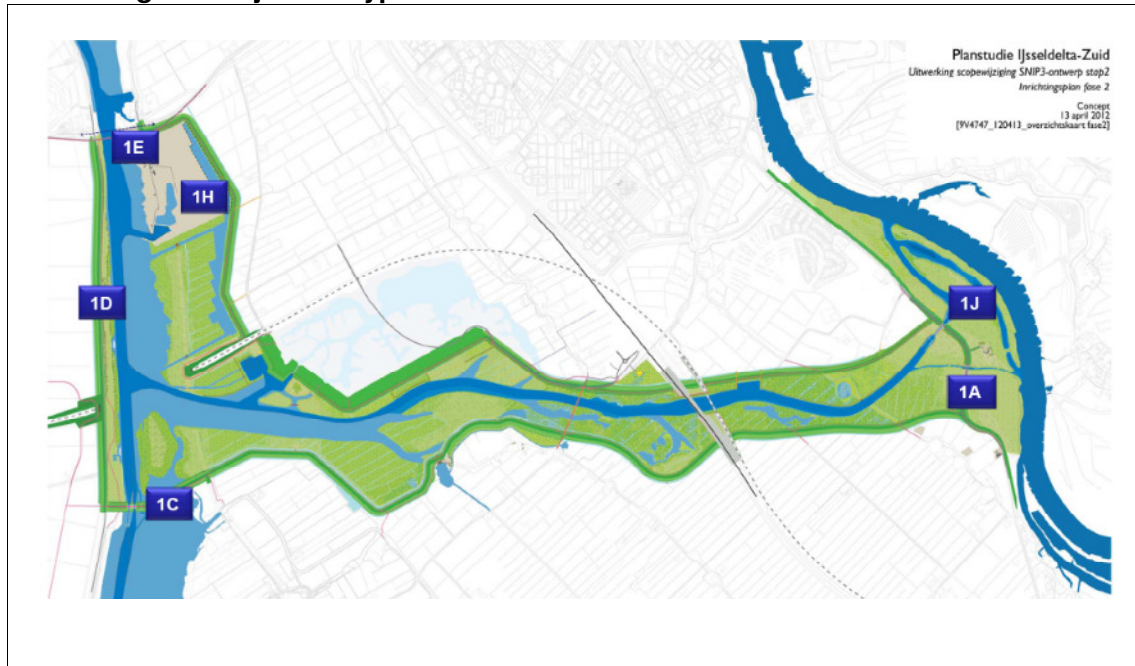 Planstudie IJsseldelta-Zuid
Uitwerking scopewijziging SNIP3-ontwerp stap2
Inrichtingsplan fase 2
Concept
13 april 2012
[9V4747_120413_overzichtskaart fase2]
1E
1H
1D
1J
1A
1C